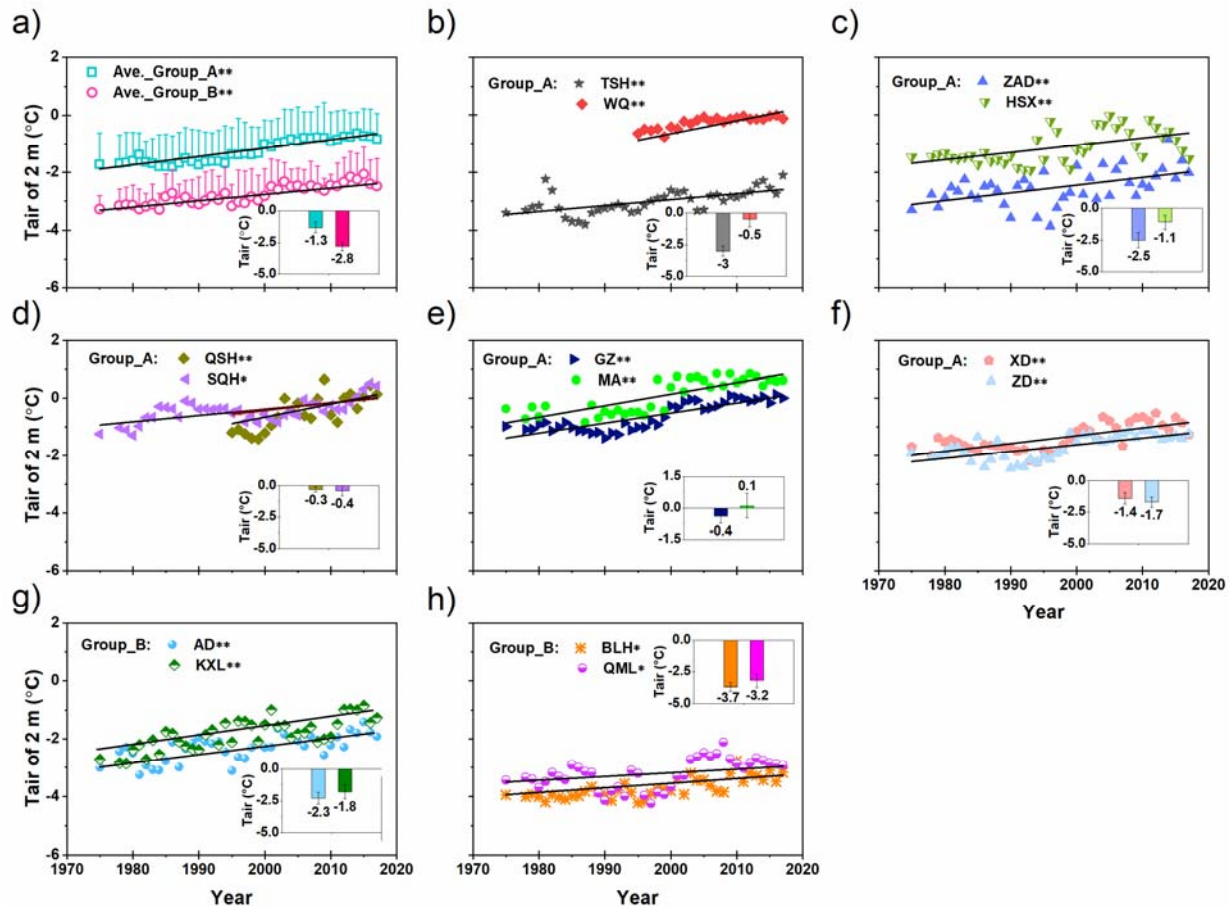 a)
Tair of 2 m (°C)
2
0
-2
-4
-6
Ave._Group_A**
Ave._Group_B**
Tair (°C)
0.0
-2.5
-5.0
-1.3
-2.8
b)
Group_A:
TSH**
WQ**
Tair (°C)
0.0
-2.5
-5.0
-3
-0.5
c)
Group_A:
ZAD**
HSX**
Tair (°C)
0.0
-2.5
-5.0
-2.5
-1.1
d)
Tair of 2 m (°C)
2
0
-2
-4
-6
Group_A:
QSH**
SQH*
Tair (°C)
0.0
-2.5
-5.0
-0.3
-0.4
e)
Group_A:
GZ**
MA**
Tair (°C)
1.5
0.0
-1.5
-0.4
0.1
f)
Group_A:
XD**
ZD**
Tair (°C)
0.0
-2.5
-5.0
-1.4
-1.7
1970 1980 1990 2000 2010 2020
Year
g)
Tair of 2 m (°C)
2
0
-2
-4
-6
Group_B:
AD**
KXL**
Tair (°C)
0.0
-2.5
-5.0
-2.3
-1.8
1970 1980 1990 2000 2010 2020
Year
h)
Group_B:
BLH*
QML*
Tair (°C)
0.0
-2.5
-5.0
-3.7
-3.2
1970 1980 1990 2000 2010 2020
Year